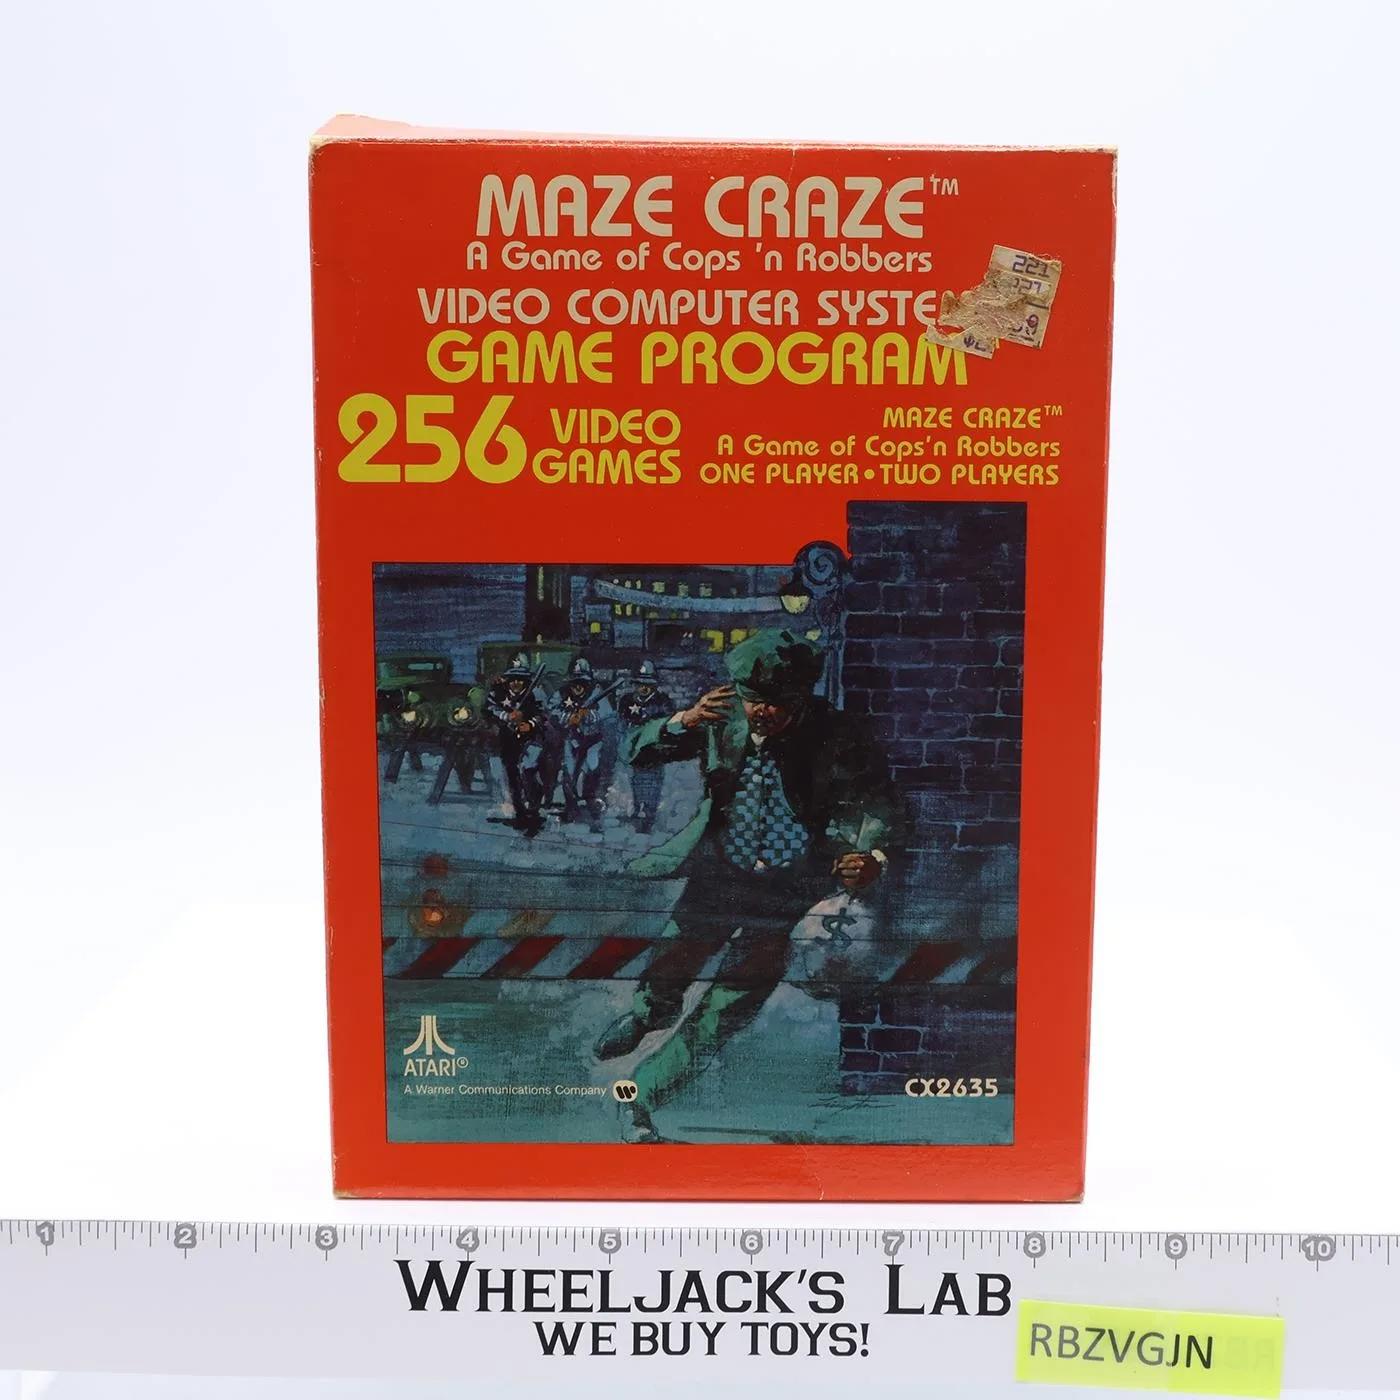 MAZE CRAZE™
A Game of Cops 'n Robbers
VIDEO COMPUTER SYSTE
GAME PROGRAM
221
256 VIDEO GAMES
MAZE CRAZE™
A Game of Cops 'n Robbers
ONE PLAYER • TWO PLAYERS
$
ATARI®
A Warner Communications Company
CX2635
1 2 3 4 5 6 7 8 9 10
WHEELJACK'S LAB
WE BUY TOYS!
RBZVGJN